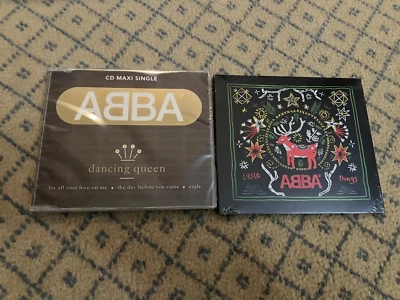 CD MAXI SINGLE
ABBA
dancing queen
lay all your love on me • the day before you came • eagle
Little ABBA Things